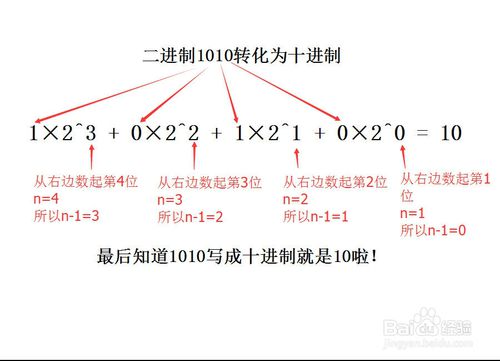 二进制1010转化为十进制
1×2^3 + 0×2^2 + 1×2^1 + 0×2^0 = 10
从右边数起第4位
n=4
所以n-1=3
从右边数起第3位
n=3
所以n-1=2
从右边数起第2位
n=2
所以n-1=1
从右边数起第1
位
n=1
所以n-1=0
最后知道1010写成十进制就是10啦！
Bai du 经验
jingyan.baidu.com